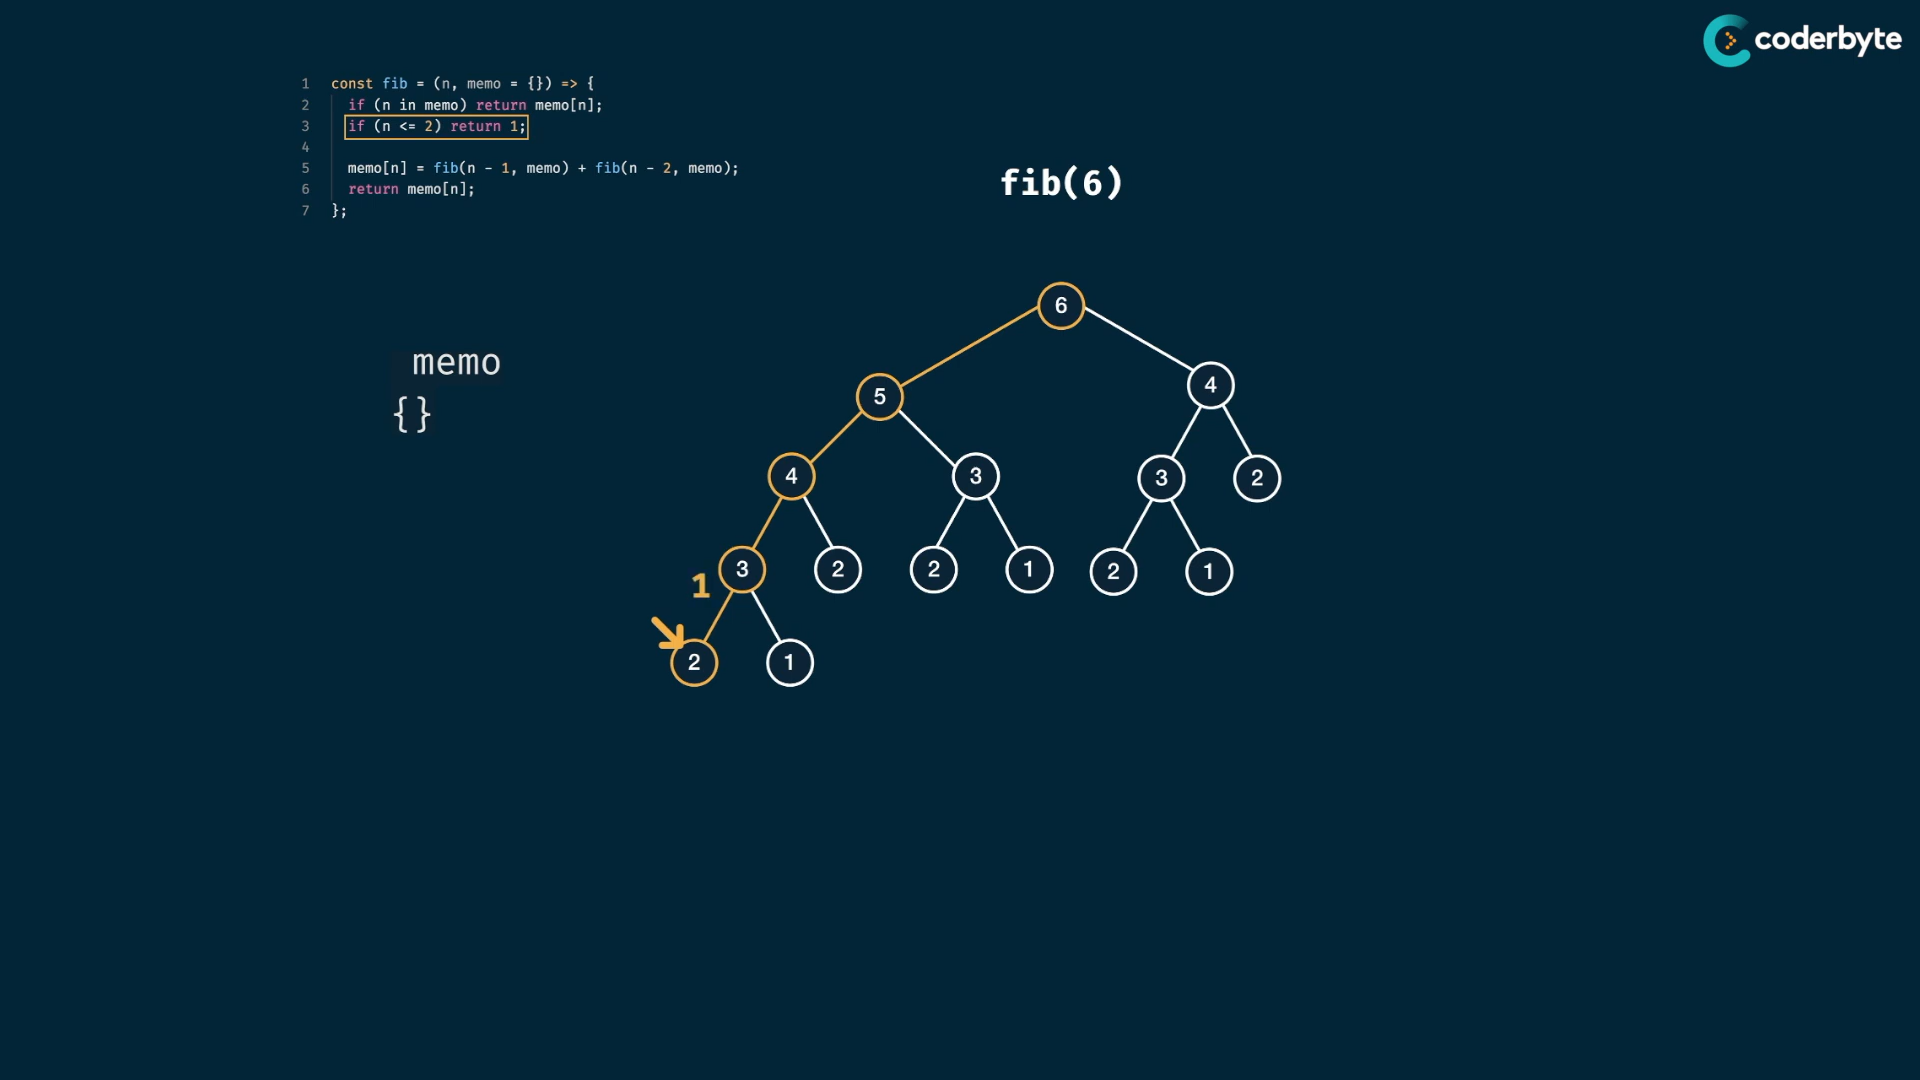 coderbyte
1 const fib = (n, memo = {}) => {
2 if (n in memo) return memo[n];
3 if (n <= 2) return 1;
4
5 memo[n] = fib(n - 1, memo) + fib(n - 2, memo);
6 return memo[n];
7 };
fib(6)
memo
{}
6
5
4
4
3
3
2
3
2
2
1
2
1
1
2
1